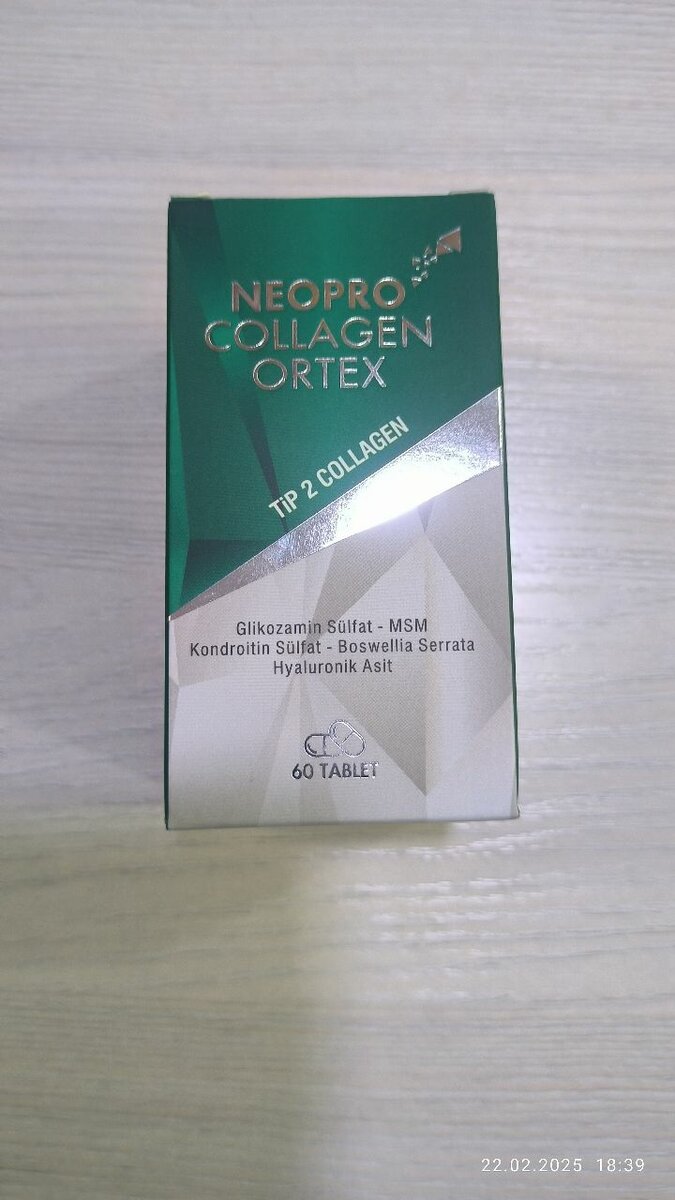 NEOPRO
COLLAGEN
ORTEX
TiP 2 COLLAGEN
Glikozamin Sülfat - MSM
Kondroitin Sülfat - Boswellia Serrata
Hyaluronik Asit
60 TABLET
22.02.2025 18:39